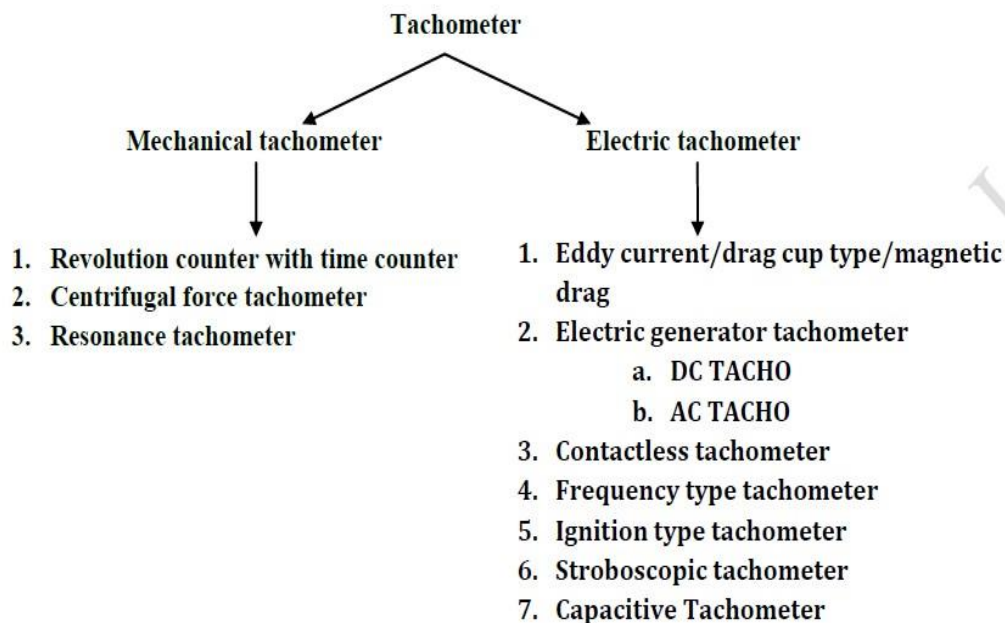 Tachometer
Mechanical tachometer
Electric tachometer
1. Revolution counter with time counter
2. Centrifugal force tachometer
3. Resonance tachometer
1. Eddy current/drag cup type/magnetic
drag
2. Electric generator tachometer
a. DC TACHO
b. AC TACHO
3. Contactless tachometer
4. Frequency type tachometer
5. Ignition type tachometer
6. Stroboscopic tachometer
7. Capacitive Tachometer